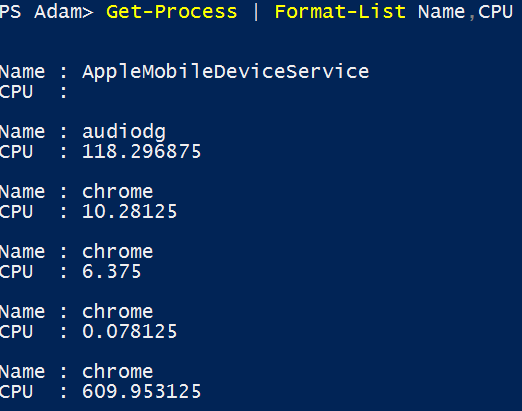 PS Adam> Get-Process | Format-List Name,CPU
Name : AppleMobileDeviceService
CPU  :
Name : audiodg
CPU  : 118.296875
Name : chrome
CPU  : 10.28125
Name : chrome
CPU  : 6.375
Name : chrome
CPU  : 0.078125
Name : chrome
CPU  : 609.953125